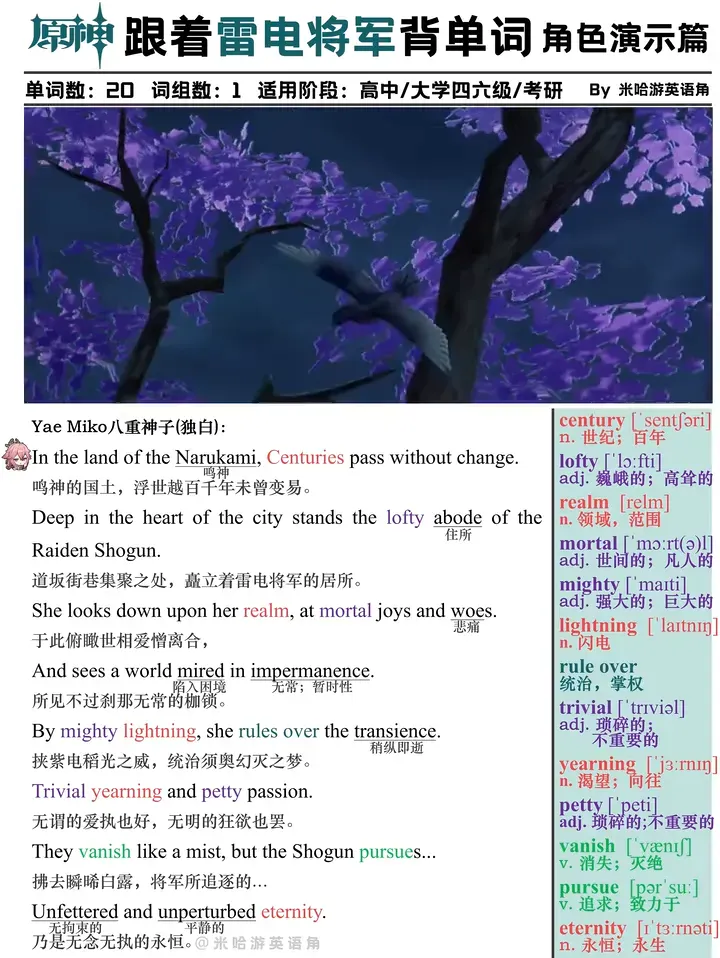 原神 跟着雷电将军背单词 角色演示篇
单词数：20 词组数：1 适用阶段：高中/大学四六级/考研 By 米哈游英语角
Yae Miko八重神子(独白)：
In the land of the Narukami, Centuries pass without change.
鸣神
鸣神的国土，浮世越百千年未曾变易。
Deep in the heart of the city stands the lofty abode of the
住所
Raiden Shogun.
道坂街巷集聚之处，矗立着雷电将军的居所。
She looks down upon her realm, at mortal joys and woes.
悲痛
于此俯瞰世相爱憎离合，
And sees a world mired in impermanence.
陷入困境 无常；暂时性
所见不过刹那无常的枷锁。
By mighty lightning, she rules over the transience.
稍纵即逝
挟紫电稻光之威，统治须奥幻灭之梦。
Trivial yearning and petty passion.
无谓的爱执也好，无明的狂欲也罢。
They vanish like a mist, but the Shogun pursues...
拂去瞬晞白露，将军所追逐的…
Unfettered and unperturbed eternity.
无拘束的 平静的
乃是无念无执的永恒。
@米哈游英语角
century [ˈsentʃəri]
n. 世纪；百年
lofty [ˈlɔːfti]
adj. 巍峨的；高耸的
realm [relm]
n. 领域，范围
mortal [ˈmɔːrt(ə)l]
adj. 世间的；凡人的
mighty [ˈmaɪti]
adj. 强大的；巨大的
lightning [ˈlaɪtnɪŋ]
n. 闪电
rule over
统治，掌权
trivial [ˈtrɪviəl]
adj. 琐碎的；
不重要的
yearning [ˈjɜːrnɪŋ]
n. 渴望；向往
petty [ˈpeti]
adj. 琐碎的;不重要的
vanish [ˈvænɪʃ]
v. 消失；灭绝
pursue [pərˈsuː]
v. 追求；致力于
eternity [ɪˈtɜːrnəti]
n. 永恒；永生